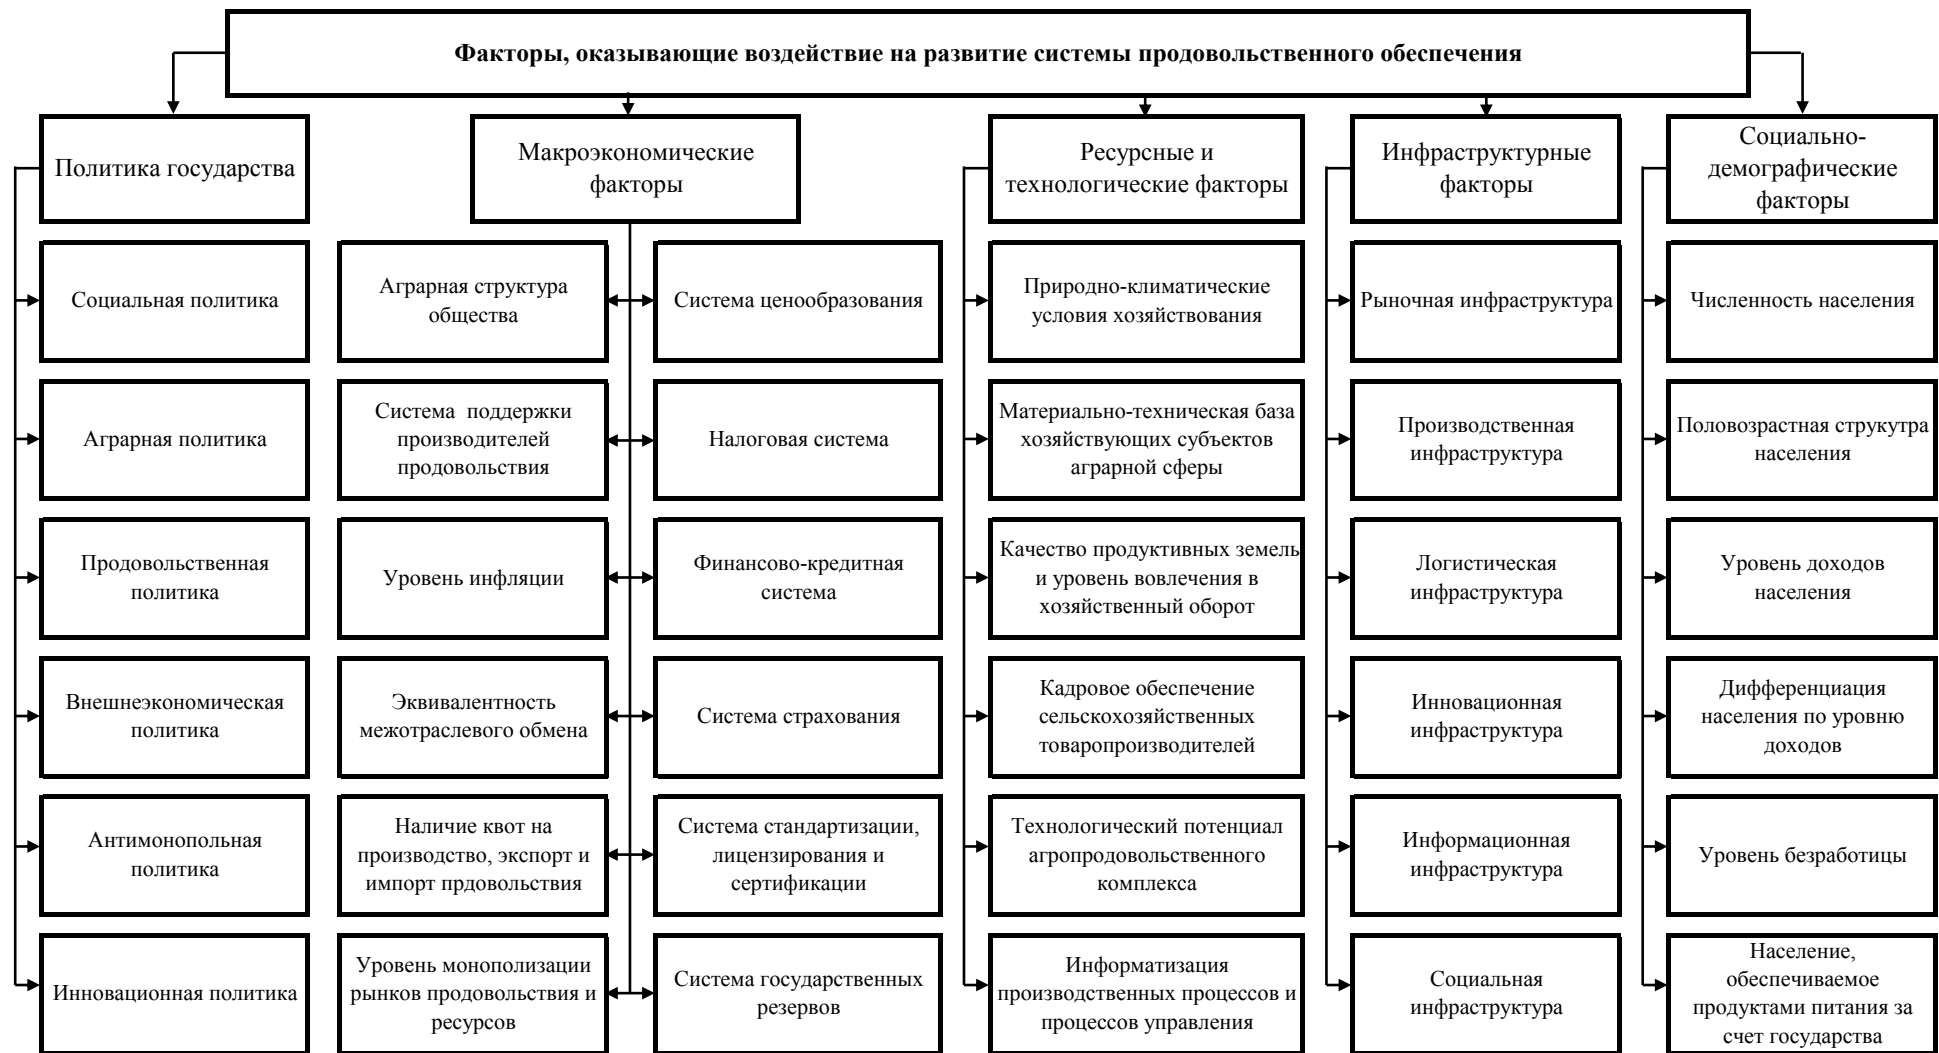 Факторы, оказывающие воздействие на развитие системы продовольственного обеспечения
Политика государства
Социальная политика
Аграрная политика
Продовольственная
политика
Внешнеэкономическая
политика
Антимонопольная
политика
Инновационная политика
Макроэкономические
факторы
Аграрная структура
общества
Система поддержки
производителей
продовольствия
Уровень инфляции
Эквивалентность
межотраслевого обмена
Наличие квот на
производство, экспорт и
импорт прдовольствия
Уровень монополизации
рынков продовольствия и
ресурсов
Система ценообразования
Налоговая система
Финансово-кредитная
система
Система страхования
Система стандартизации,
лицензирования и
сертификации
Система государственных
резервов
Ресурсные и
технологические факторы
Природно-климатические
условия хозяйствования
Материально-техническая база
хозяйствующих субъектов
аграрной сферы
Качество продуктивных земель
и уровень вовлечения в
хозяйственный оборот
Кадровое обеспечение
сельскохозяйственных
товаропроизводителей
Технологический потенциал
агропродовольственного
комплекса
Информатизация
производственных процессов и
процессов управления
Инфраструктурные
факторы
Рыночная инфраструктура
Производственная
инфраструктура
Логистическая
инфраструктура
Инновационная
инфраструктура
Информационная
инфраструктура
Социальная
инфраструктура
Социально-
демографические
факторы
Численность населения
Половозрастная струкутра
населения
Уровень доходов
населения
Дифференциация
населения по уровню
доходов
Уровень безработицы
Население,
обеспечиваемое
продуктами питания за
счет государства